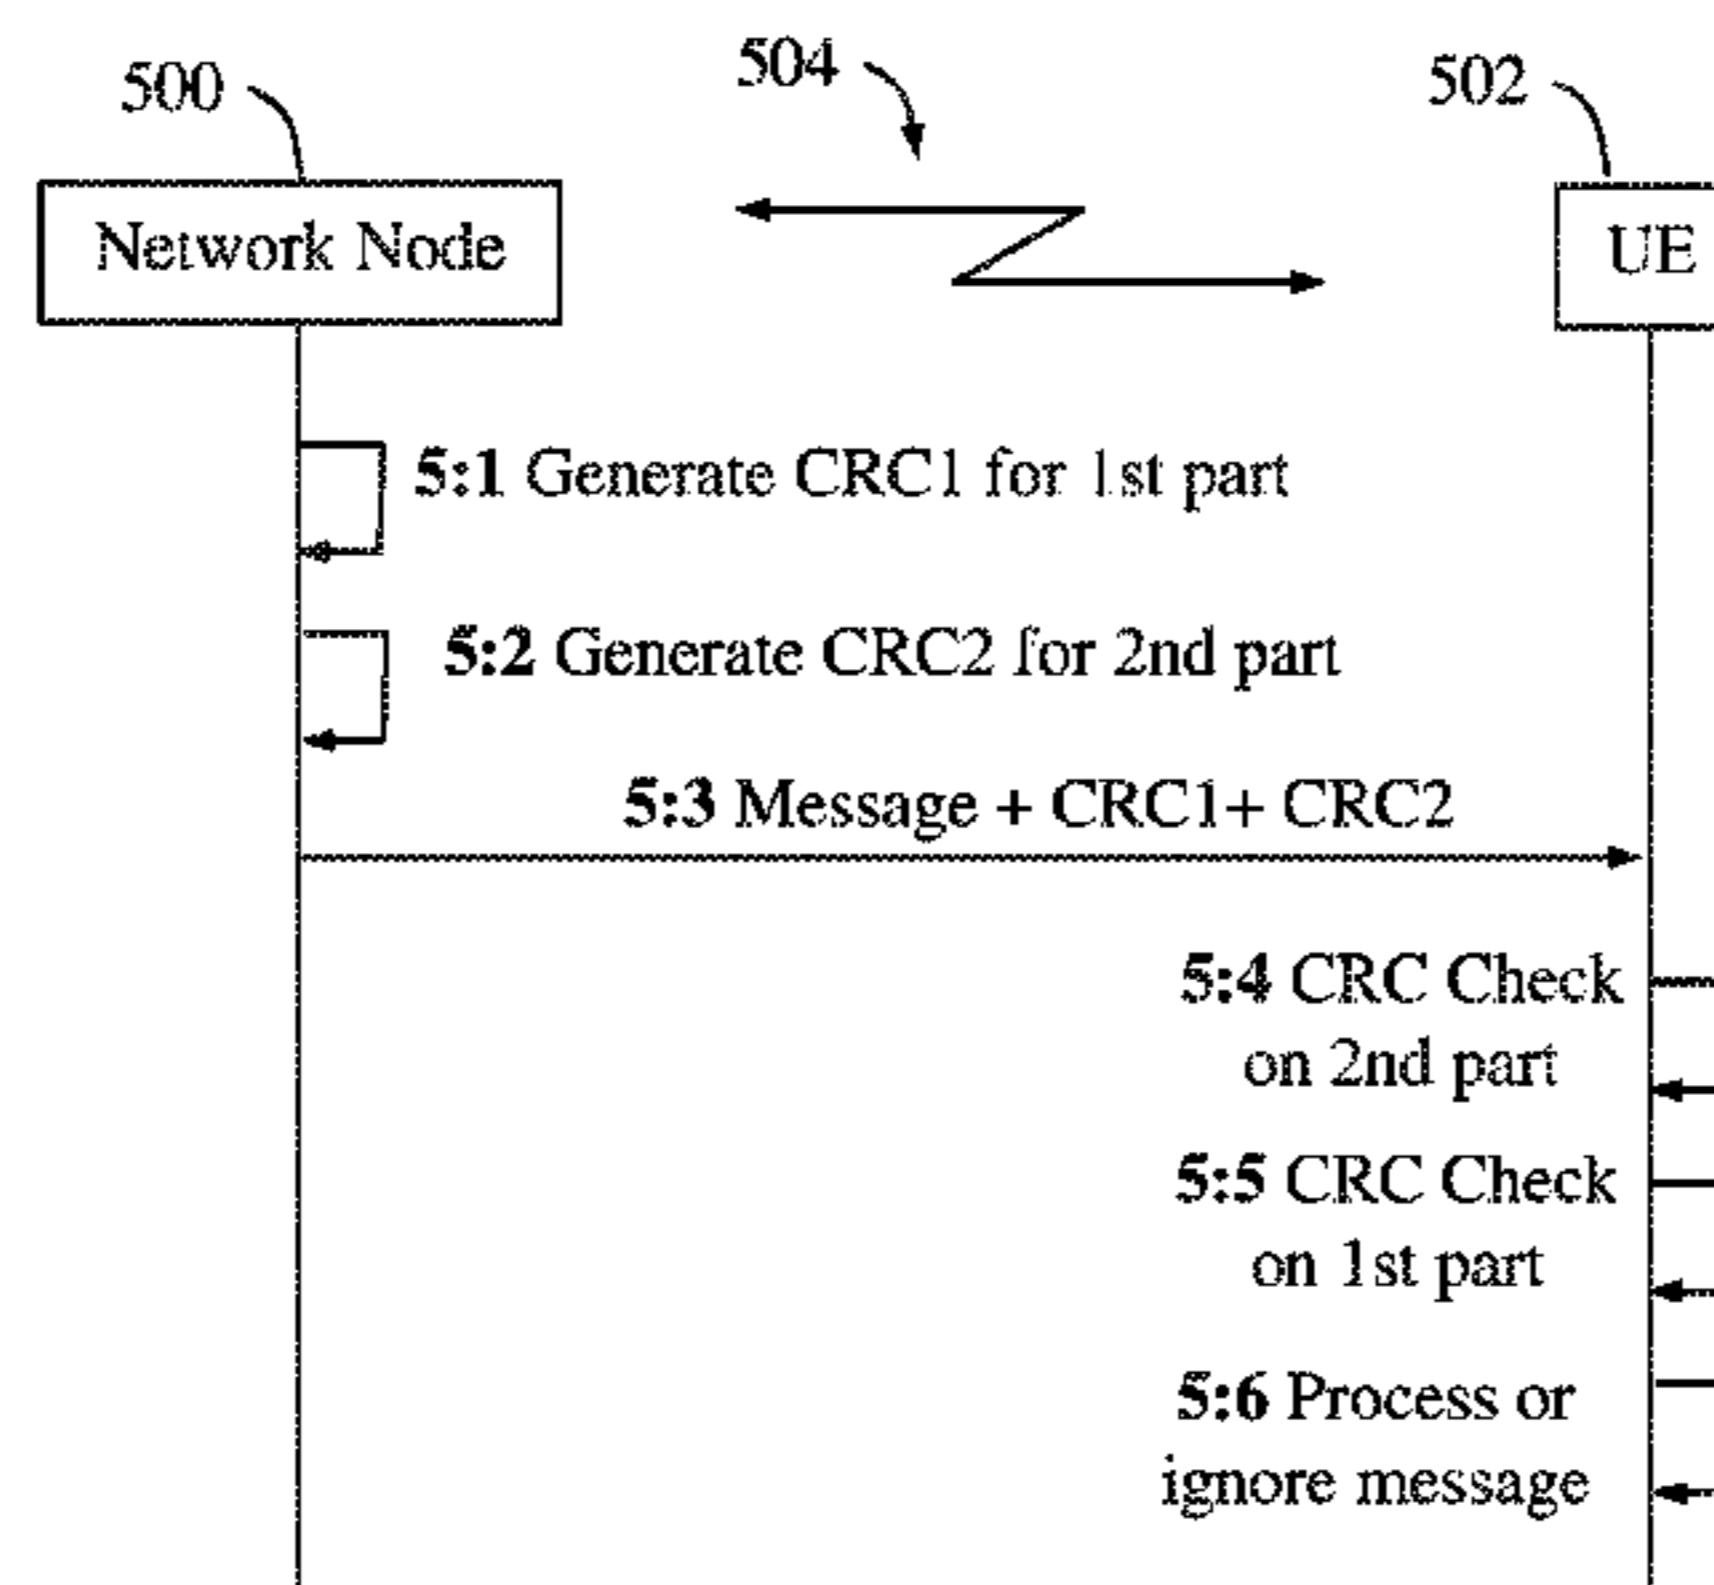 500
504
502
Network Node
UE
5:1 Generate CRC1 for 1st part
5:2 Generate CRC2 for 2nd part
5:3 Message + CRC1+ CRC2
5:4 CRC Check
on 2nd part
5:5 CRC Check
on 1st part
5:6 Process or
ignore message